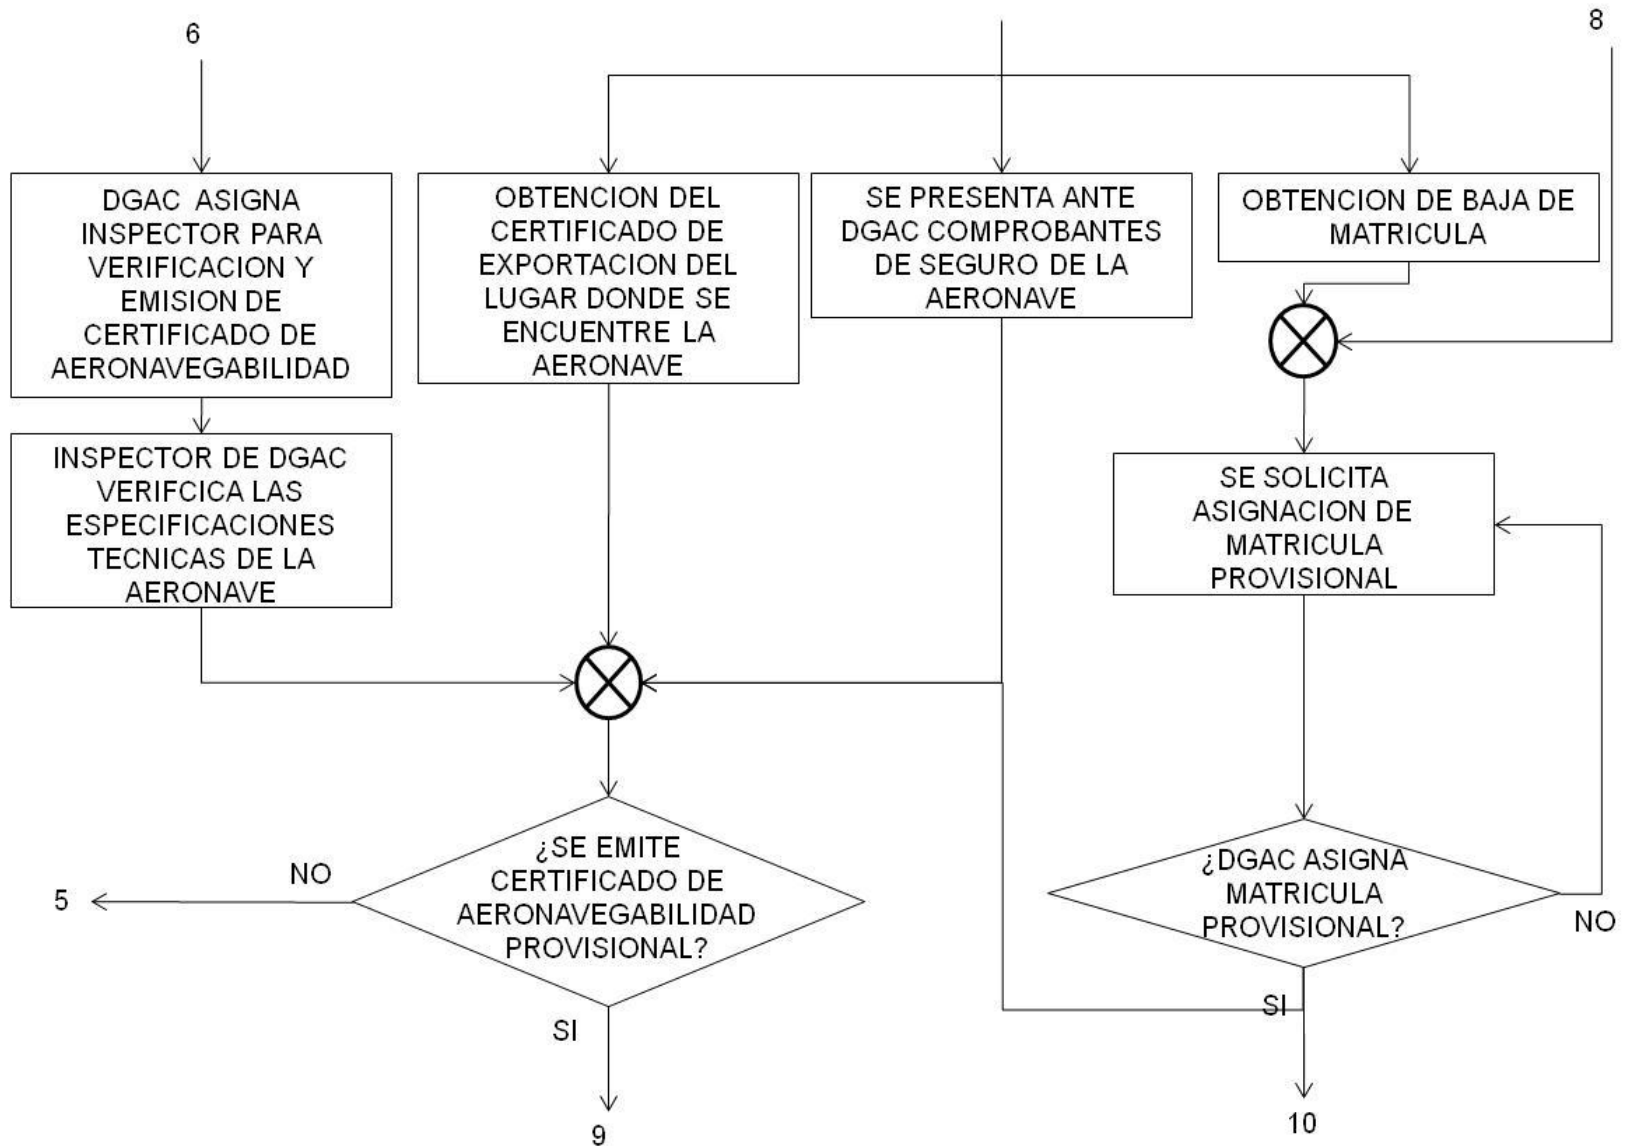 6
8
DGAC ASIGNA
INSPECTOR PARA
VERIFICACION Y
EMISION DE
CERTIFICADO DE
AERONAVEGABILIDAD
OBTENCION DEL
CERTIFICADO DE
EXPORTACION DEL
LUGAR DONDE SE
ENCUENTRE LA
AERONAVE
SE PRESENTA ANTE
DGAC COMPROBANTES
DE SEGURO DE LA
AERONAVE
OBTENCION DE BAJA DE
MATRICULA
INSPECTOR DE DGAC
VERIFCICA LAS
ESPECIFICACIONES
TECNICAS DE LA
AERONAVE
SE SOLICITA
ASIGNACION DE
MATRICULA
PROVISIONAL
¿SE EMITE
CERTIFICADO DE
AERONAVEGABILIDAD
PROVISIONAL?
NO
5
SI
9
¿DGAC ASIGNA
MATRICULA
PROVISIONAL?
NO
SI
10